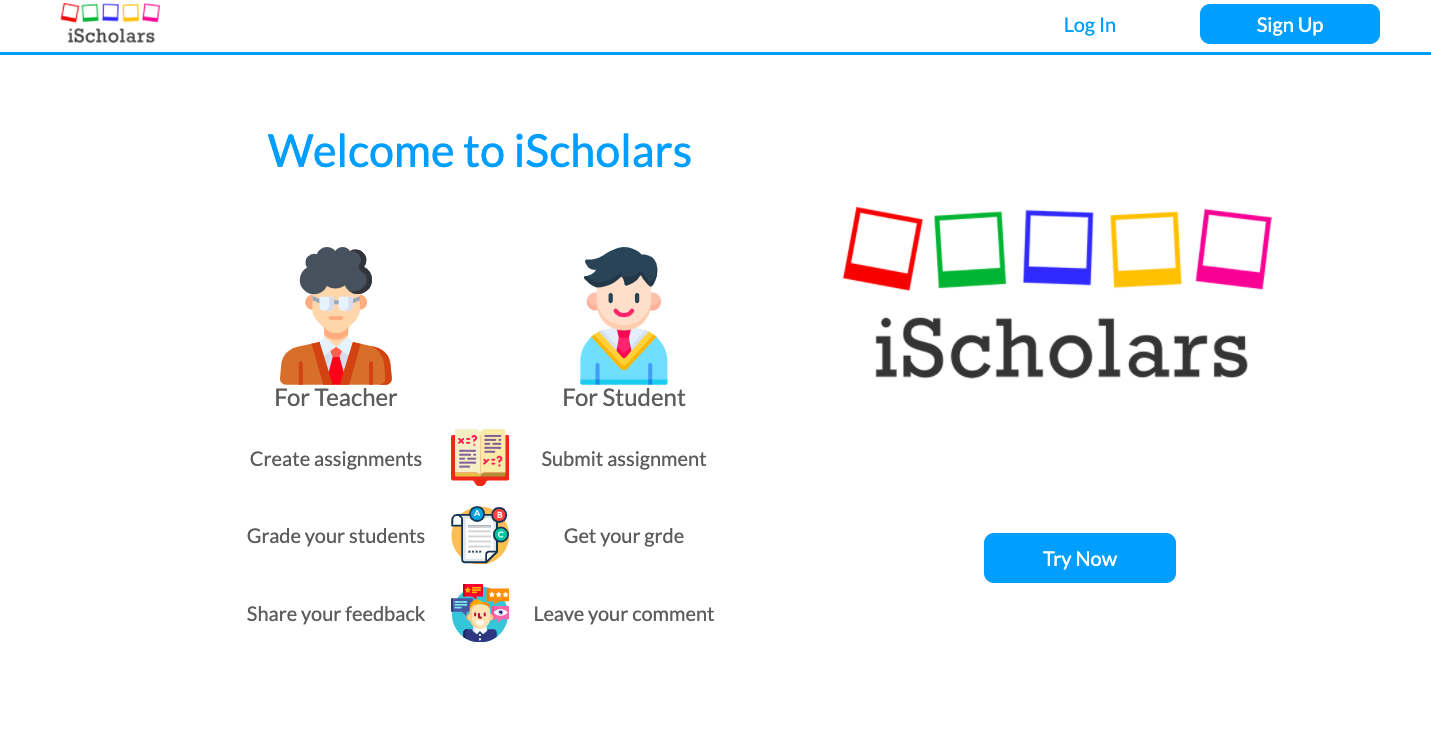 iScholars
Log In
Sign Up
Welcome to iScholars
iScholars
For Teacher
For Student
Create assignments
x=?
y=?
Submit assignment
Grade your students
A
B
C
Get your grde
Share your feedback
Leave your comment
Try Now